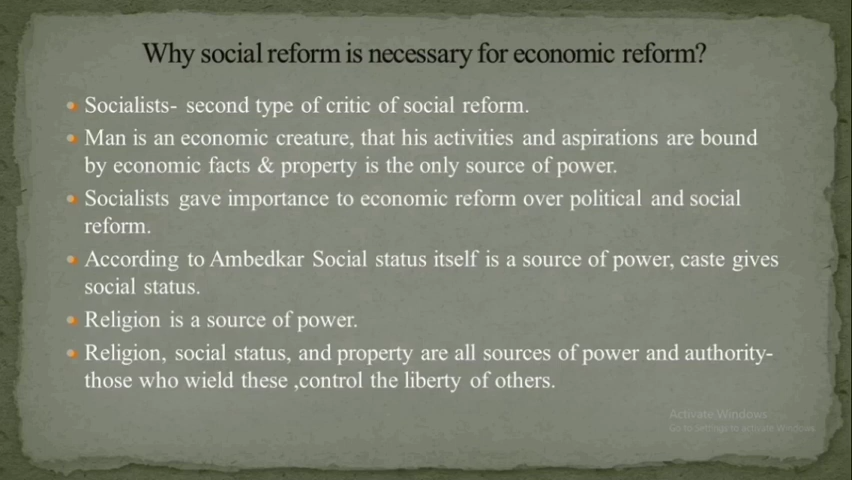 Why social reform is necessary for economic reform?
• Socialists- second type of critic of social reform.
• Man is an economic creature, that his activities and aspirations are bound
by economic facts & property is the only source of power.
• Socialists gave importance to economic reform over political and social
reform.
• According to Ambedkar Social status itself is a source of power, caste gives
social status.
• Religion is a source of power.
• Religion, social status, and property are all sources of power and authority-
those who wield these ,control the liberty of others.
Activate Windows
Go to Settings to activate Windows.